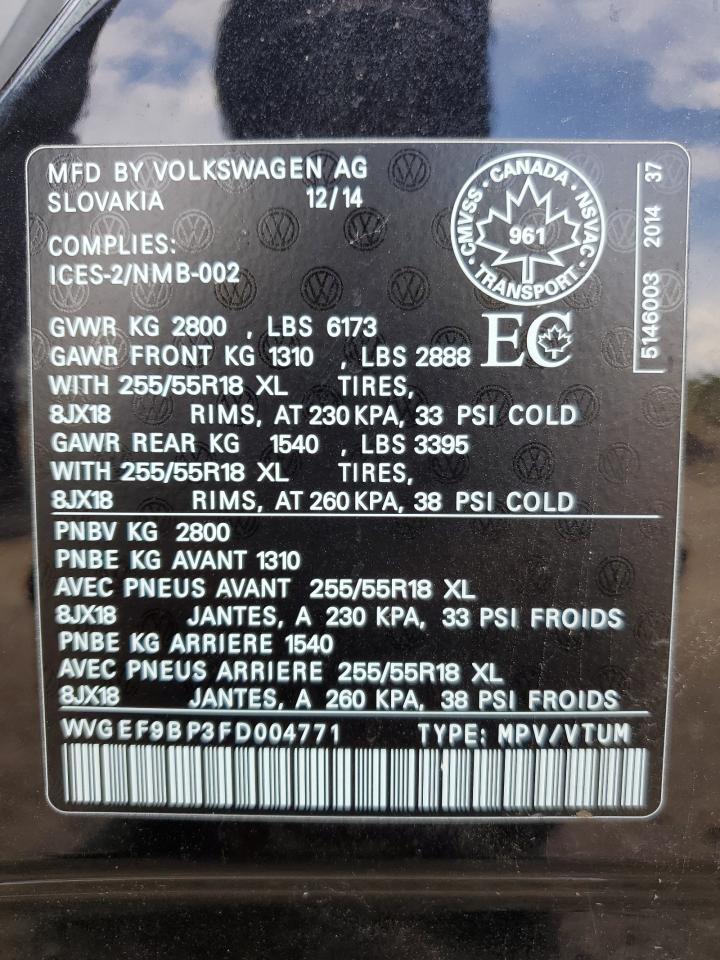 MFD BY VOLKSWAGEN AG
SLOVAKIA 12/14
COMPLIES:
ICES-2/NMB-002
CMVSS · CANADA · NSVAC · TRANSPORT ·
961
5146003 2014 37
GVWR KG 2800 , LBS 6173
EC
GAWR FRONT KG 1310 , LBS 2888
WITH 255/55R18 XL TIRES,
8JX18 RIMS, AT 230 KPA, 33 PSI COLD
GAWR REAR KG 1540 , LBS 3395
WITH 255/55R18 XL TIRES,
8JX18 RIMS, AT 260 KPA, 38 PSI COLD
PNBV KG 2800
PNBE KG AVANT 1310
AVEC PNEUS AVANT 255/55R18 XL
8JX18 JANTES, A 230 KPA, 33 PSI FROIDS
PNBE KG ARRIERE 1540
AVEC PNEUS ARRIERE 255/55R18 XL
8JX18 JANTES, A 260 KPA, 38 PSI FROIDS
WVGEF9BP3FD004771 TYPE: MPV/VTUM